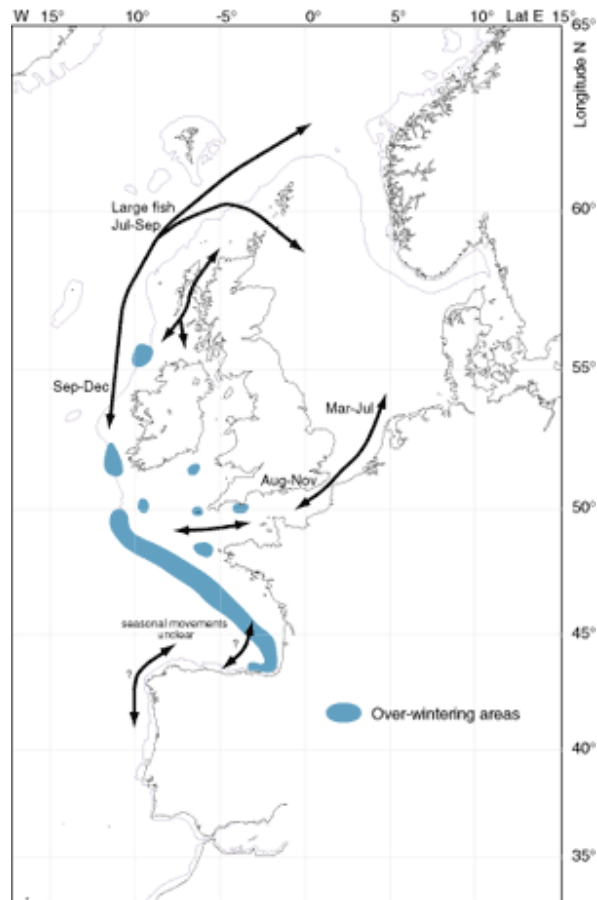 W 15° 10° 5° 0° 5° 10° Lat E 15°
65°
Longitude N
Large fish
Jul-Sep
60°
Sep-Dec
55°
Mar-Jul
Aug-Nov
50°
seasonal movements
unclear
45°
?
?
Over-wintering areas
40°
35°